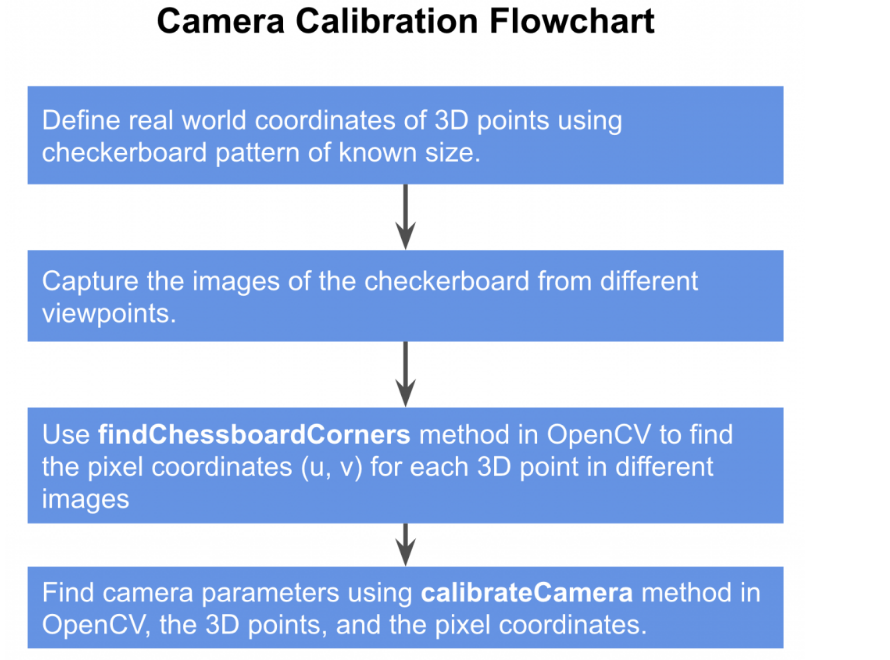 Camera Calibration Flowchart
Define real world coordinates of 3D points using
checkerboard pattern of known size.
Capture the images of the checkerboard from different
viewpoints.
Use findChessboardCorners method in OpenCV to find
the pixel coordinates (u, v) for each 3D point in different
images
Find camera parameters using calibrateCamera method in
OpenCV, the 3D points, and the pixel coordinates.